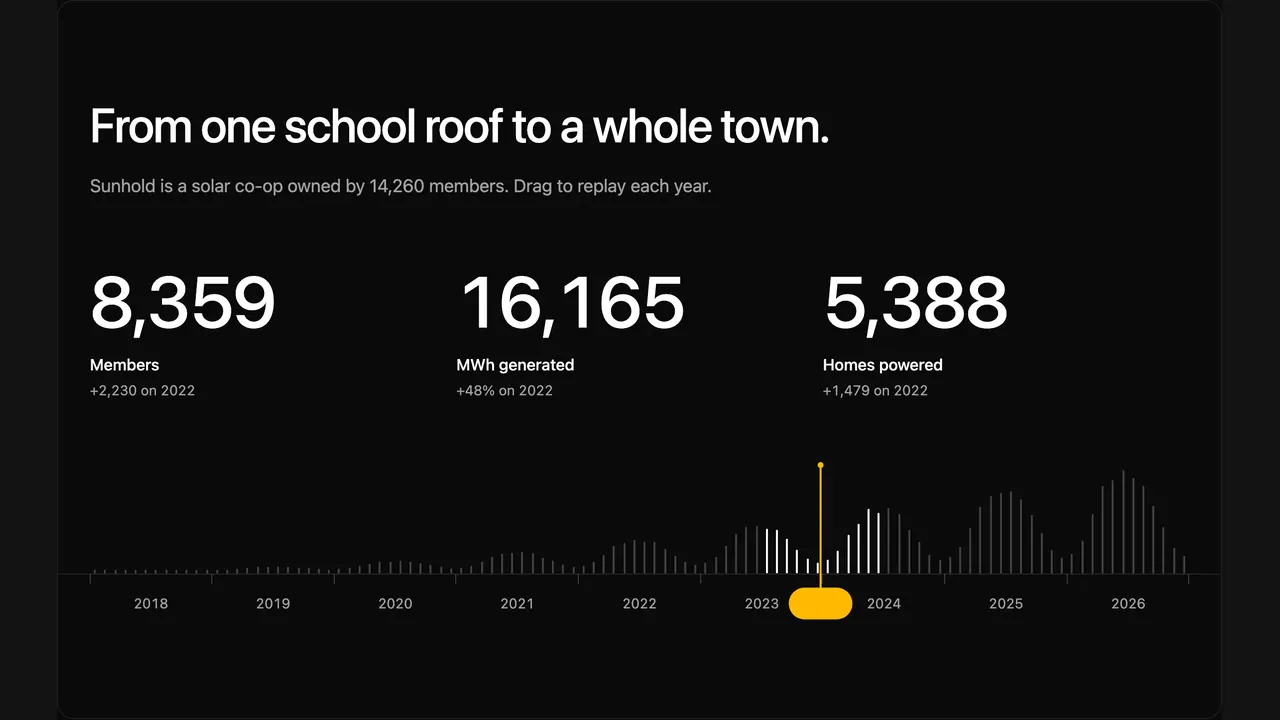 From one school roof to a whole town.
Sunhold is a solar co-op owned by 14,260 members. Drag to replay each year.
8,359 16,165 5,388
Members MWh generated Homes powered
+2,230 on 2022 +48% on 2022 +1,479 on 2022
2018 2019 2020 2021 2022 2023 2024 2025 2026